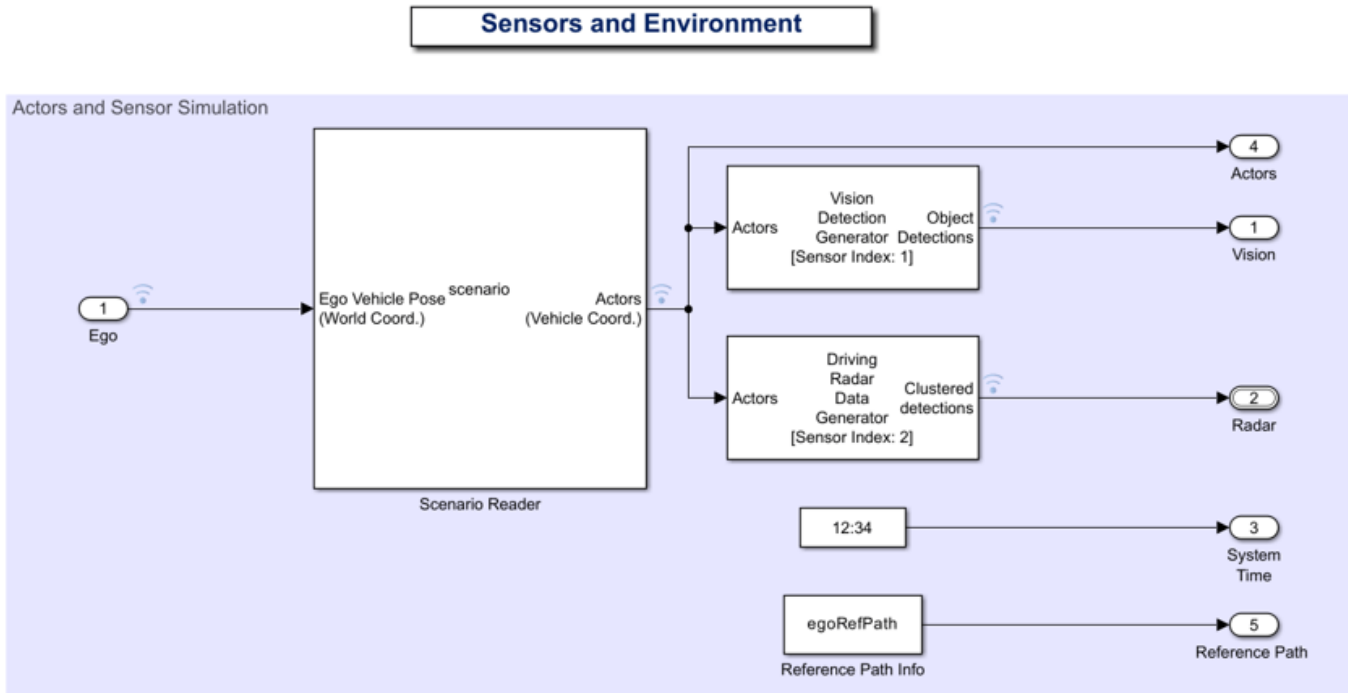 Sensors and Environment
Actors and Sensor Simulation
1
Ego
Ego Vehicle Pose
(World Coord.)
scenario
Actors
(Vehicle Coord.)
Scenario Reader
Actors
Vision
Detection
Generator
[Sensor Index: 1]
Object
Detections
Actors
Driving
Radar
Data
Generator
[Sensor Index: 2]
Clustered
detections
4
Actors
1
Vision
2
Radar
12:34
3
System
Time
egoRefPath
Reference Path Info
5
Reference Path